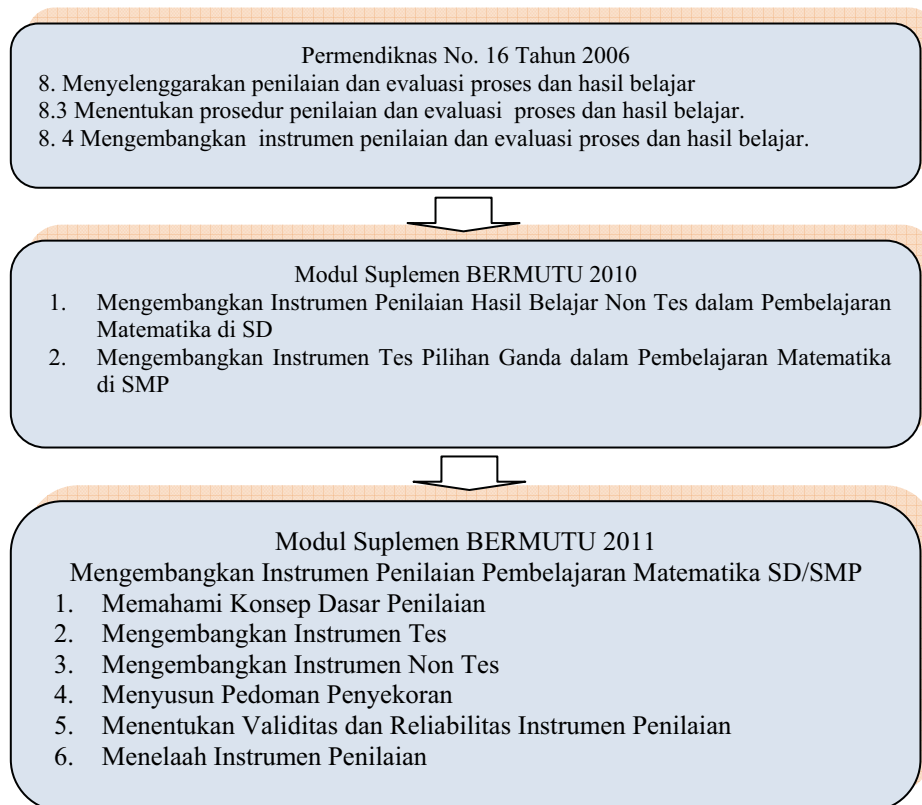 Permendiknas No. 16 Tahun 2006
8. Menyelenggarakan penilaian dan evaluasi proses dan hasil belajar
8.3 Menentukan prosedur penilaian dan evaluasi proses dan hasil belajar.
8. 4 Mengembangkan instrumen penilaian dan evaluasi proses dan hasil belajar.
Modul Suplemen BERMUTU 2010
1. Mengembangkan Instrumen Penilaian Hasil Belajar Non Tes dalam Pembelajaran
Matematika di SD
2. Mengembangkan Instrumen Tes Pilihan Ganda dalam Pembelajaran Matematika
di SMP
Modul Suplemen BERMUTU 2011
Mengembangkan Instrumen Penilaian Pembelajaran Matematika SD/SMP
1. Memahami Konsep Dasar Penilaian
2. Mengembangkan Instrumen Tes
3. Mengembangkan Instrumen Non Tes
4. Menyusun Pedoman Penyekoran
5. Menentukan Validitas dan Reliabilitas Instrumen Penilaian
6. Menelaah Instrumen Penilaian